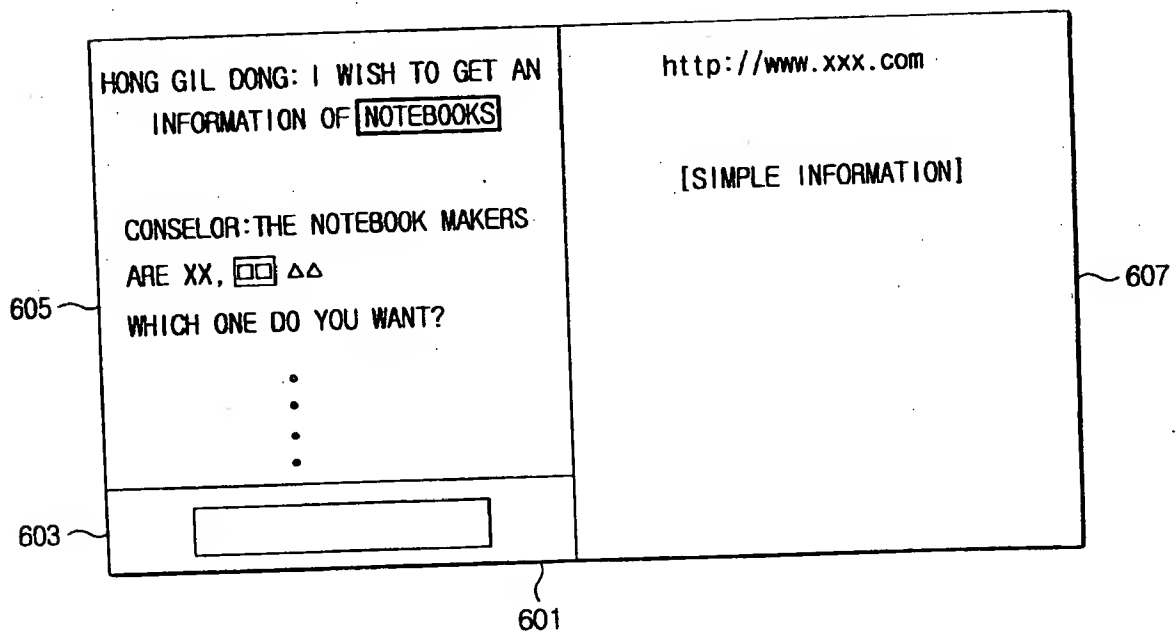 HONG GIL DONG: I WISH TO GET AN
INFORMATION OF NOTEBOOKS
CONSELOR:THE NOTEBOOK MAKERS
ARE XX, □□ △△
WHICH ONE DO YOU WANT?
http://www.xxx.com
[SIMPLE INFORMATION]
605
603
601
607